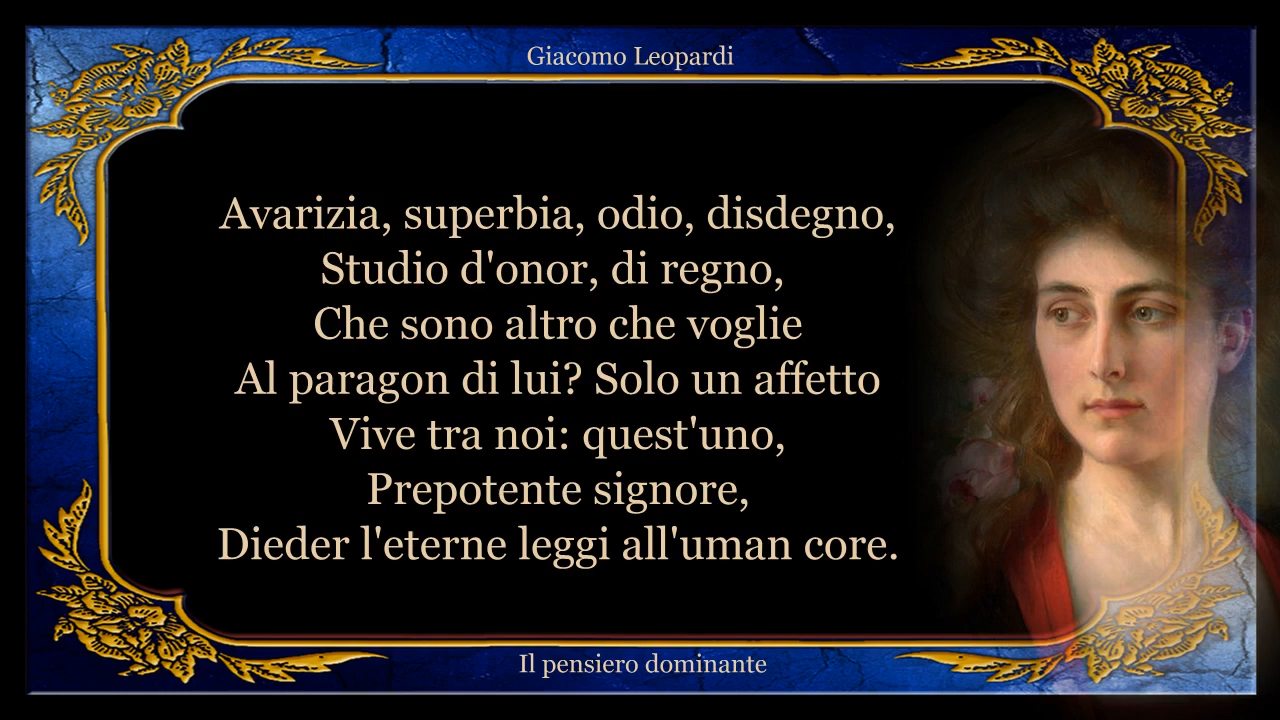 Giacomo Leopardi
Avarizia, superbia, odio, disdegno,
Studio d'onor, di regno,
Che sono altro che voglie
Al paragon di lui? Solo un affetto
Vive tra noi: quest'uno,
Prepotente signore,
Dieder l'eterne leggi all'uman core.
Il pensiero dominante